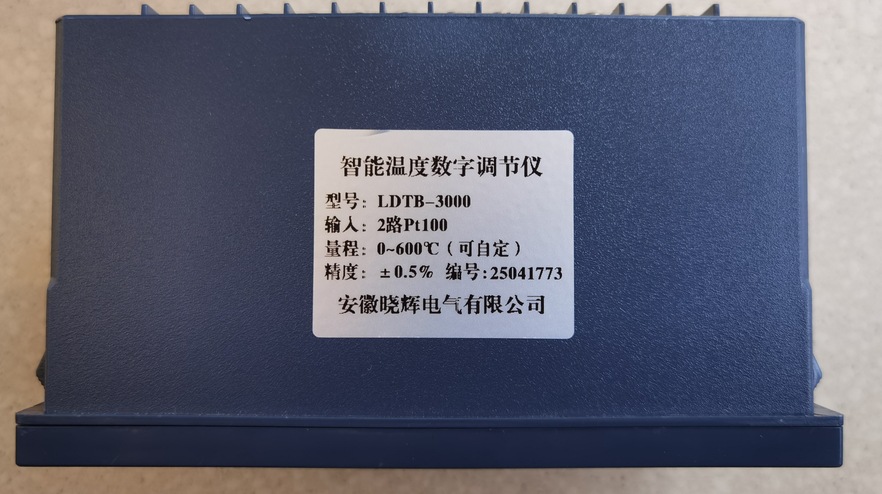 智能温度数字调节仪
型号：LDTB-3000
输入：2路Pt100
量程：0~600℃（可自定）
精度：±0.5% 编号:25041773
安徽晓辉电气有限公司